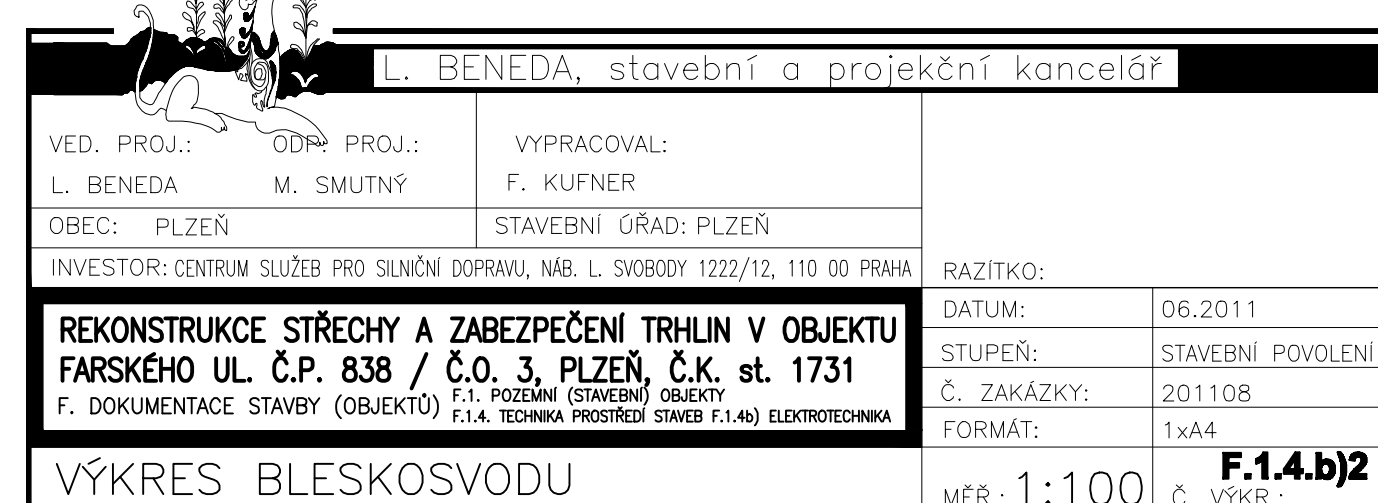 L. BENEDA, stavební a projekční kancelář
VED. PROJ.: ODP. PROJ.: VYPRACOVAL:
L. BENEDA M. SMUTNÝ F. KUFNER
OBEC: PLZEŇ STAVEBNÍ ÚŘAD: PLZEŇ
INVESTOR: CENTRUM SLUŽEB PRO SILNIČNÍ DOPRAVU, NÁB. L. SVOBODY 1222/12, 110 00 PRAHA
RAZÍTKO:
REKONSTRUKCE STŘECHY A ZABEZPEČENÍ TRHLIN V OBJEKTU
FARSKÉHO UL. Č.P. 838 / Č.O. 3, PLZEŇ, Č.K. st. 1731
F. DOKUMENTACE STAVBY (OBJEKTŮ)
F.1. POZEMNÍ (STAVEBNÍ) OBJEKTY
F.1.4. TECHNIKA PROSTŘEDÍ STAVEB F.1.4b) ELEKTROTECHNIKA
DATUM: 06.2011
STUPEŇ: STAVEBNÍ POVOLENÍ
Č. ZAKÁZKY: 201108
FORMÁT: 1xA4
VÝKRES BLESKOSVODU
MĚŘ.: 1:100
F.1.4.b)2
Č. VÝKR.: